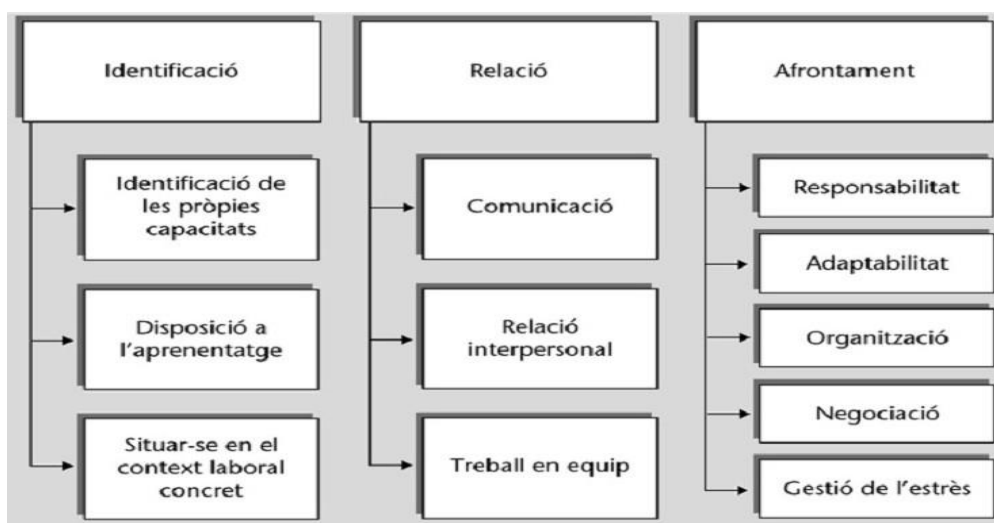 Identificació
Identificació de
les pròpies
capacitats
Disposició a
l'aprenentatge
Situar-se en el
context laboral
concret
Relació
Comunicació
Relació
interpersonal
Treball en equip
Afrontament
Responsabilitat
Adaptabilitat
Organització
Negociació
Gestió de l'estrès